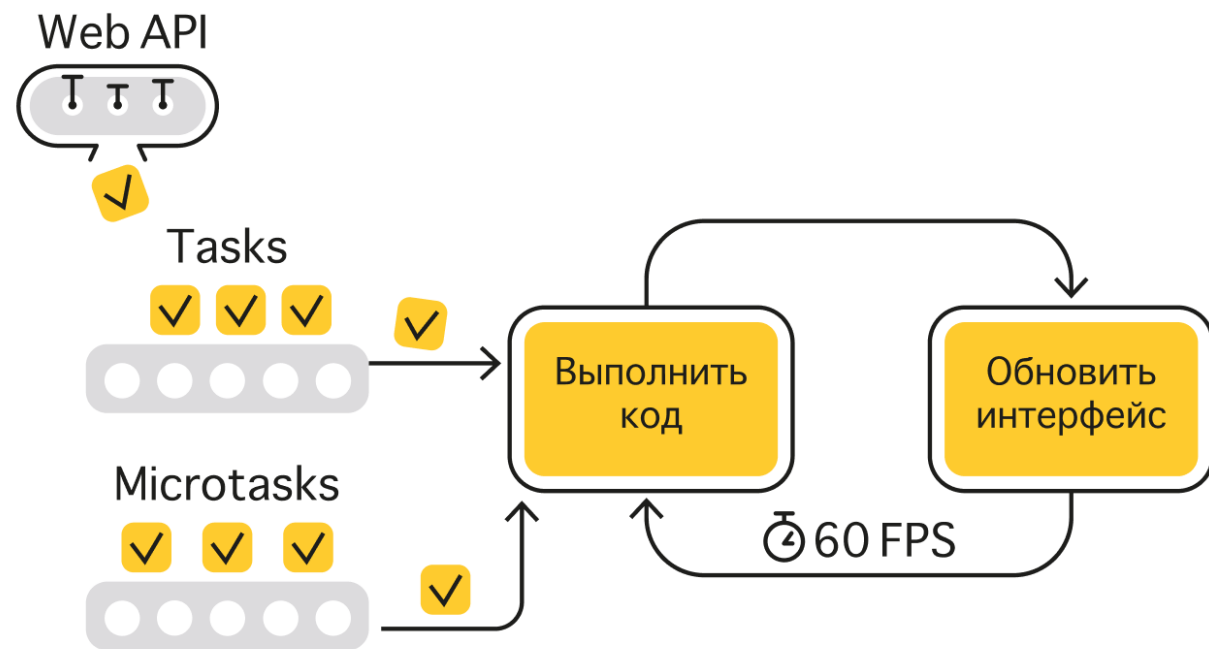 Web API
Tasks
Выполнить
код
Обновить
интерфейс
Microtasks
60 FPS